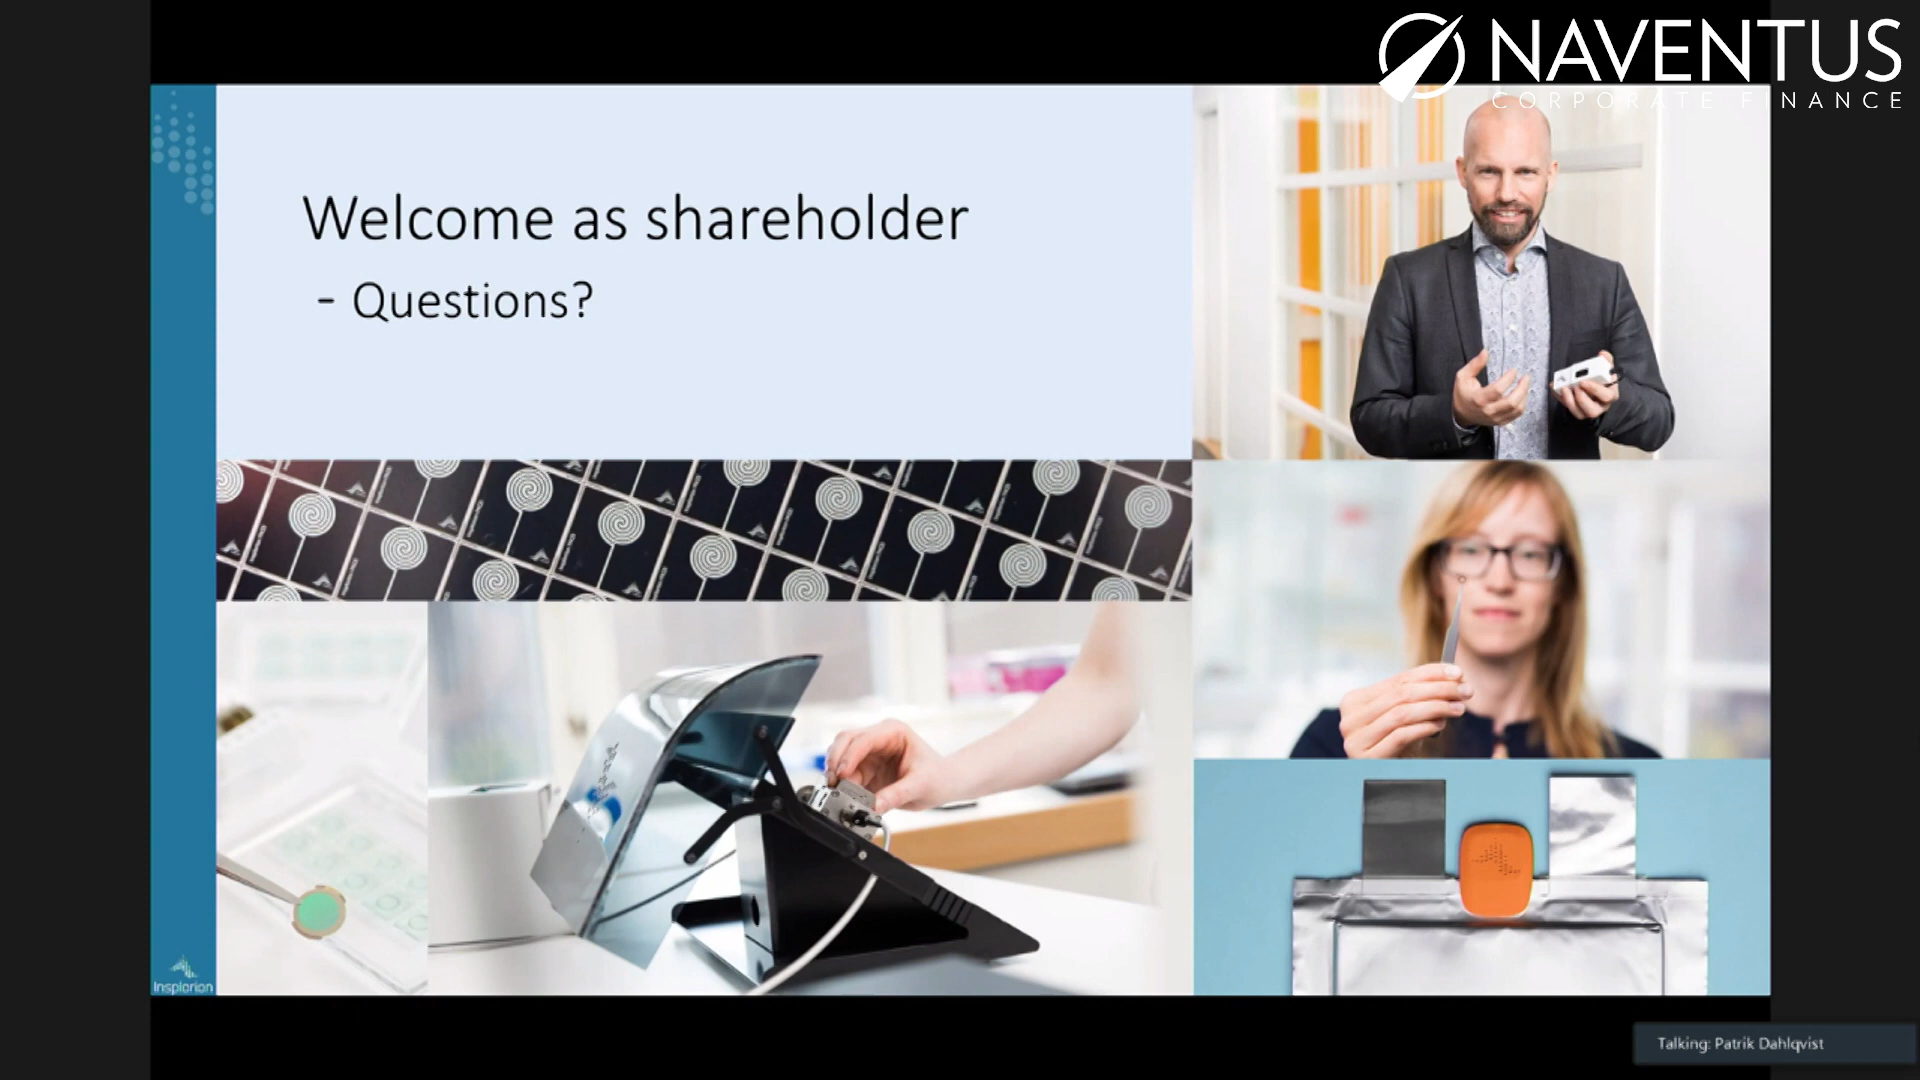 NAVENTUS
CORPORATE FINANCE
Welcome as shareholder
- Questions?
Insplorion
Talking: Patrik Dahlqvist